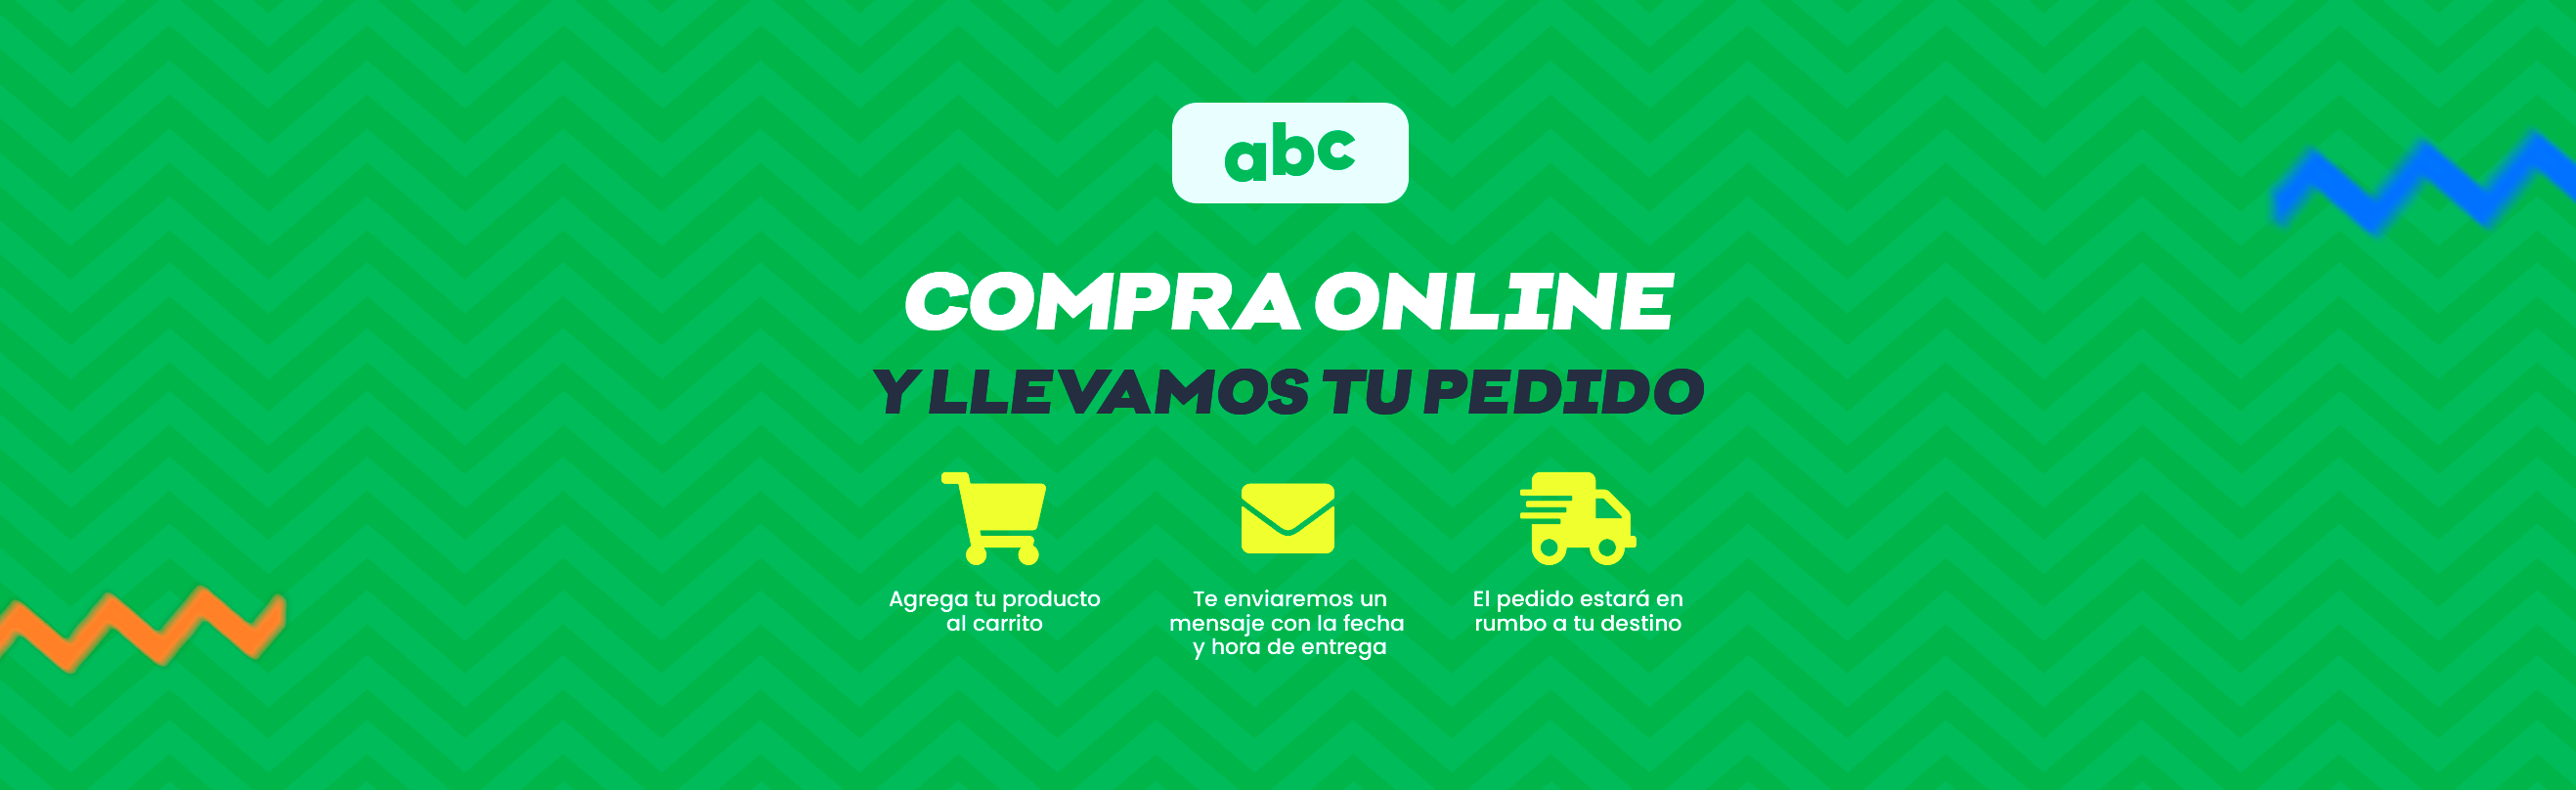 abc
COMPRA ONLINE
Y LLEVAMOS TU PEDIDO
Agrega tu producto
al carrito
Te enviaremos un
mensaje con la fecha
y hora de entrega
El pedido estará en
rumbo a tu destino